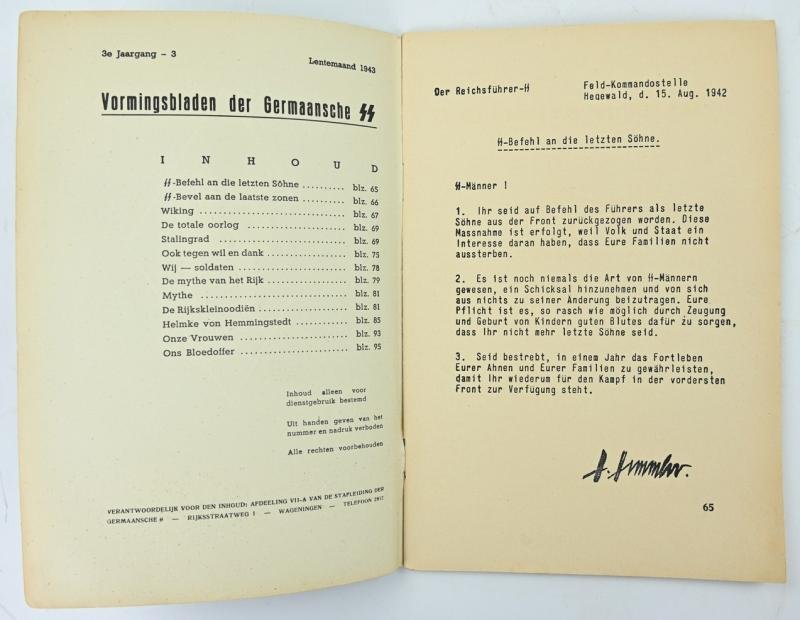 3e Jaargang – 3
Lentemaand 1943
Vormingsbladen der Germaansche ᛋᛋ
INHOUD
ᛋᛋ-Befehl an die letzten Söhne .......... blz. 65
ᛋᛋ-Bevel aan de laatste zonen .......... blz. 66
Wiking .......... blz. 67
De totale oorlog .......... blz. 69
Stalingrad .......... blz. 69
Ook tegen wil en dank .......... blz. 75
Wij — soldaten .......... blz. 78
De mythe van het Rijk .......... blz. 79
Mythe .......... blz. 81
De Rijkskleinoodiën .......... blz. 81
Helmke von Hemmingstedt .......... blz. 85
Onze Vrouwen .......... blz. 93
Ons Bloedoffer .......... blz. 95
Inhoud alleen voor
dienstgebruik bestemd
Uit handen geven van het
nummer en nadruk verboden
Alle rechten voorbehouden
VERANTWOORDELIJK VOOR DEN INHOUD: AFDEELING VII-A VAN DE STAFLEIDING DER
GERMAANSCHE ᛋᛋ — RIJKSSTRAATWEG 1 — WAGENINGEN — TELEFOON 2817
Der Reichsführer-ᛋᛋ
Feld-Kommandostelle
Hegewald, d. 15. Aug. 1942
ᛋᛋ-Befehl an die letzten Söhne.
ᛋᛋ-Männer !
1. Ihr seid auf Befehl des Führers als letzte
Söhne aus der Front zurückgezogen worden. Diese
Massnahme ist erfolgt, weil Volk und Staat ein
Interesse daran haben, dass Eure Familien nicht
aussterben.
2. Es ist noch niemals die Art von ᛋᛋ-Männern
gewesen, ein Schicksal hinzunehmen und von sich
aus nichts zu seiner Änderung beizutragen. Eure
Pflicht ist es, so rasch wie möglich durch Zeugung
und Geburt von Kindern guten Blutes dafür zu sorgen,
dass Ihr nicht mehr letzte Söhne seid.
3. Seid bestrebt, in einem Jahr das Fortleben
Eurer Ahnen und Eurer Familien zu gewährleisten,
damit Ihr wiederum für den Kampf in der vordersten
Front zur Verfügung steht.
H. Himmler.
65